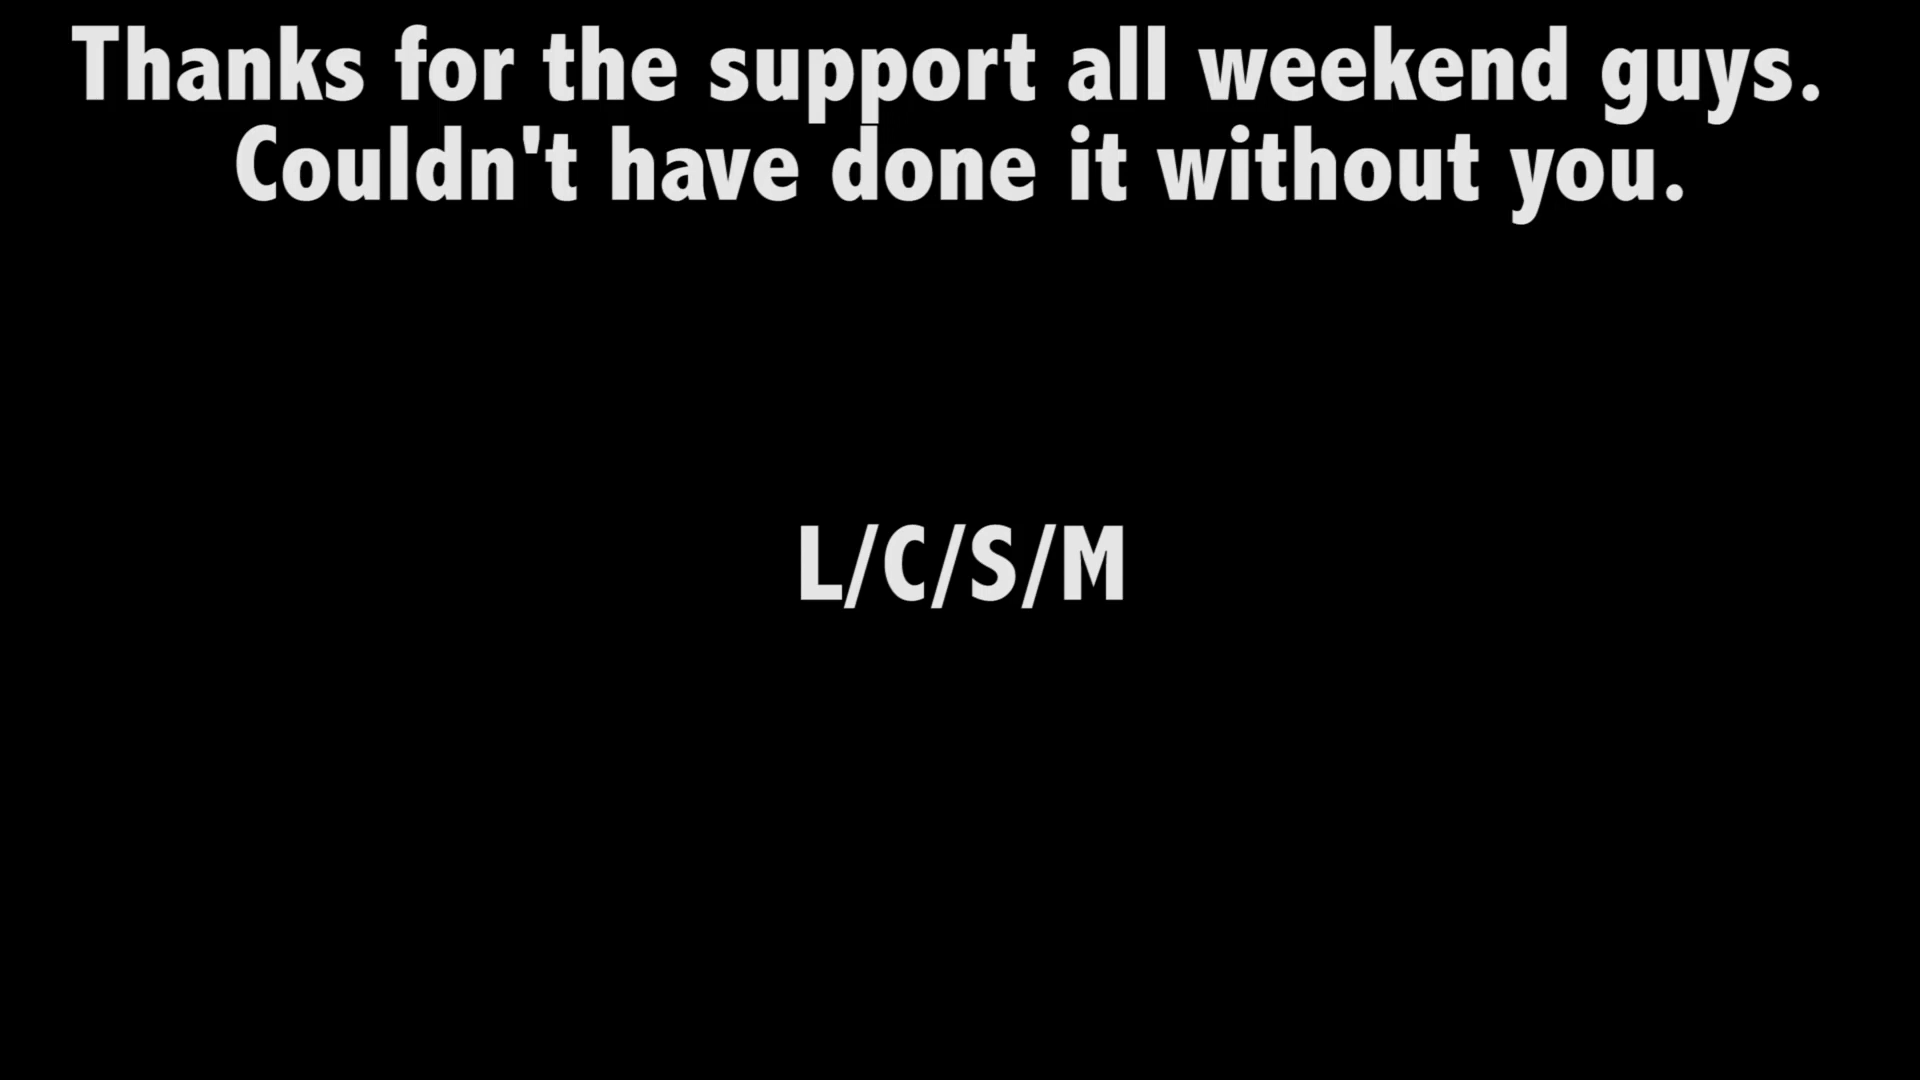 Thanks for the support all weekend guys.
Couldn't have done it without you.
L/C/S/M